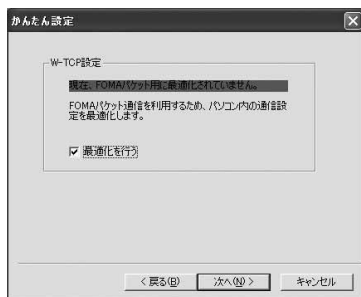 かんたん設定
W-TCP設定
現在、FOMAパケット用に最適化されていません。
FOMAパケット通信を利用するため、パソコン内の通信設
定を最適化します。
最適化を行う
< 戻る(B)
次へ(N) >
キャンセル